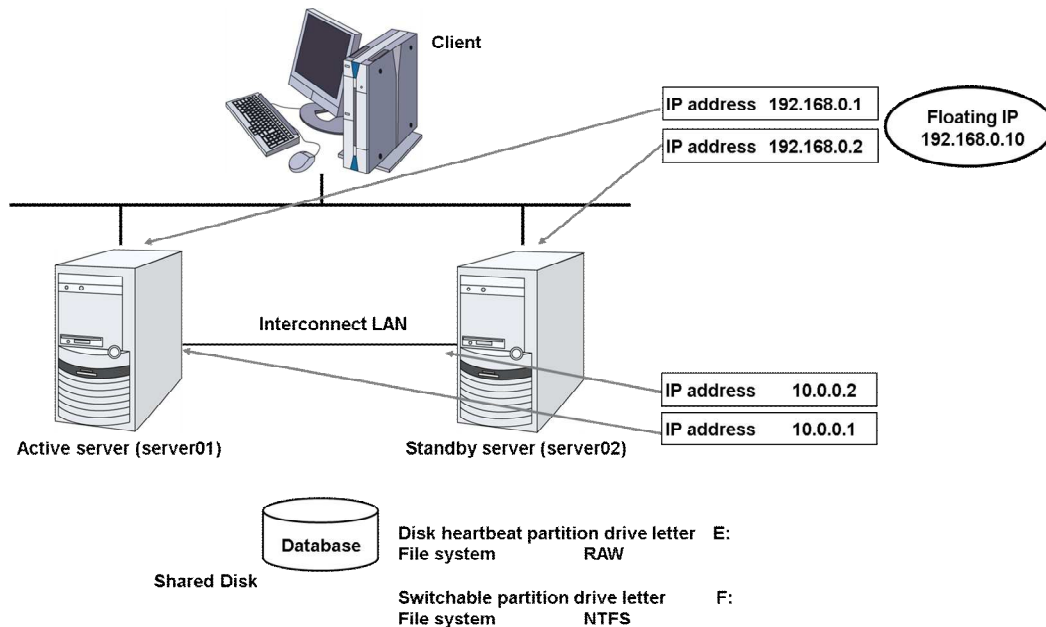 Client
IP address 192.168.0.1
IP address 192.168.0.2
Floating IP
192.168.0.10
Interconnect LAN
IP address 10.0.0.2
IP address 10.0.0.1
Active server (server01)
Standby server (server02)
Database
Shared Disk
Disk heartbeat partition drive letter E:
File system RAW
Switchable partition drive letter F:
File system NTFS